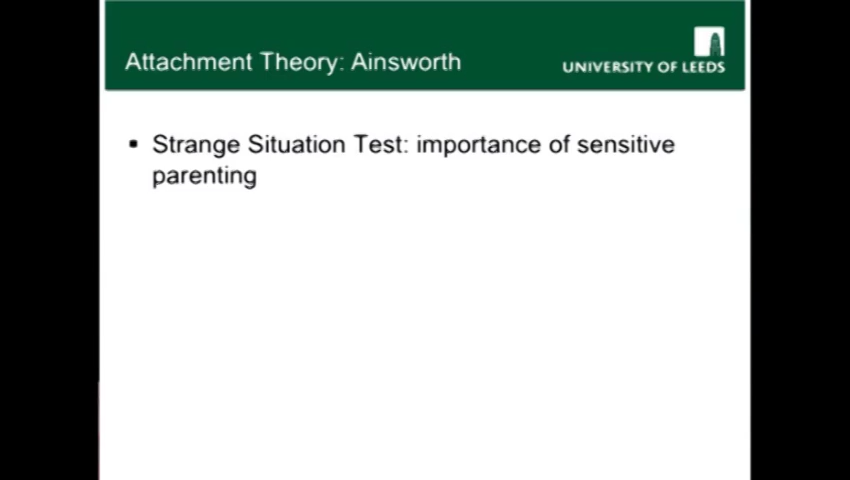 Attachment Theory: Ainsworth
UNIVERSITY OF LEEDS
▪ Strange Situation Test: importance of sensitive
parenting